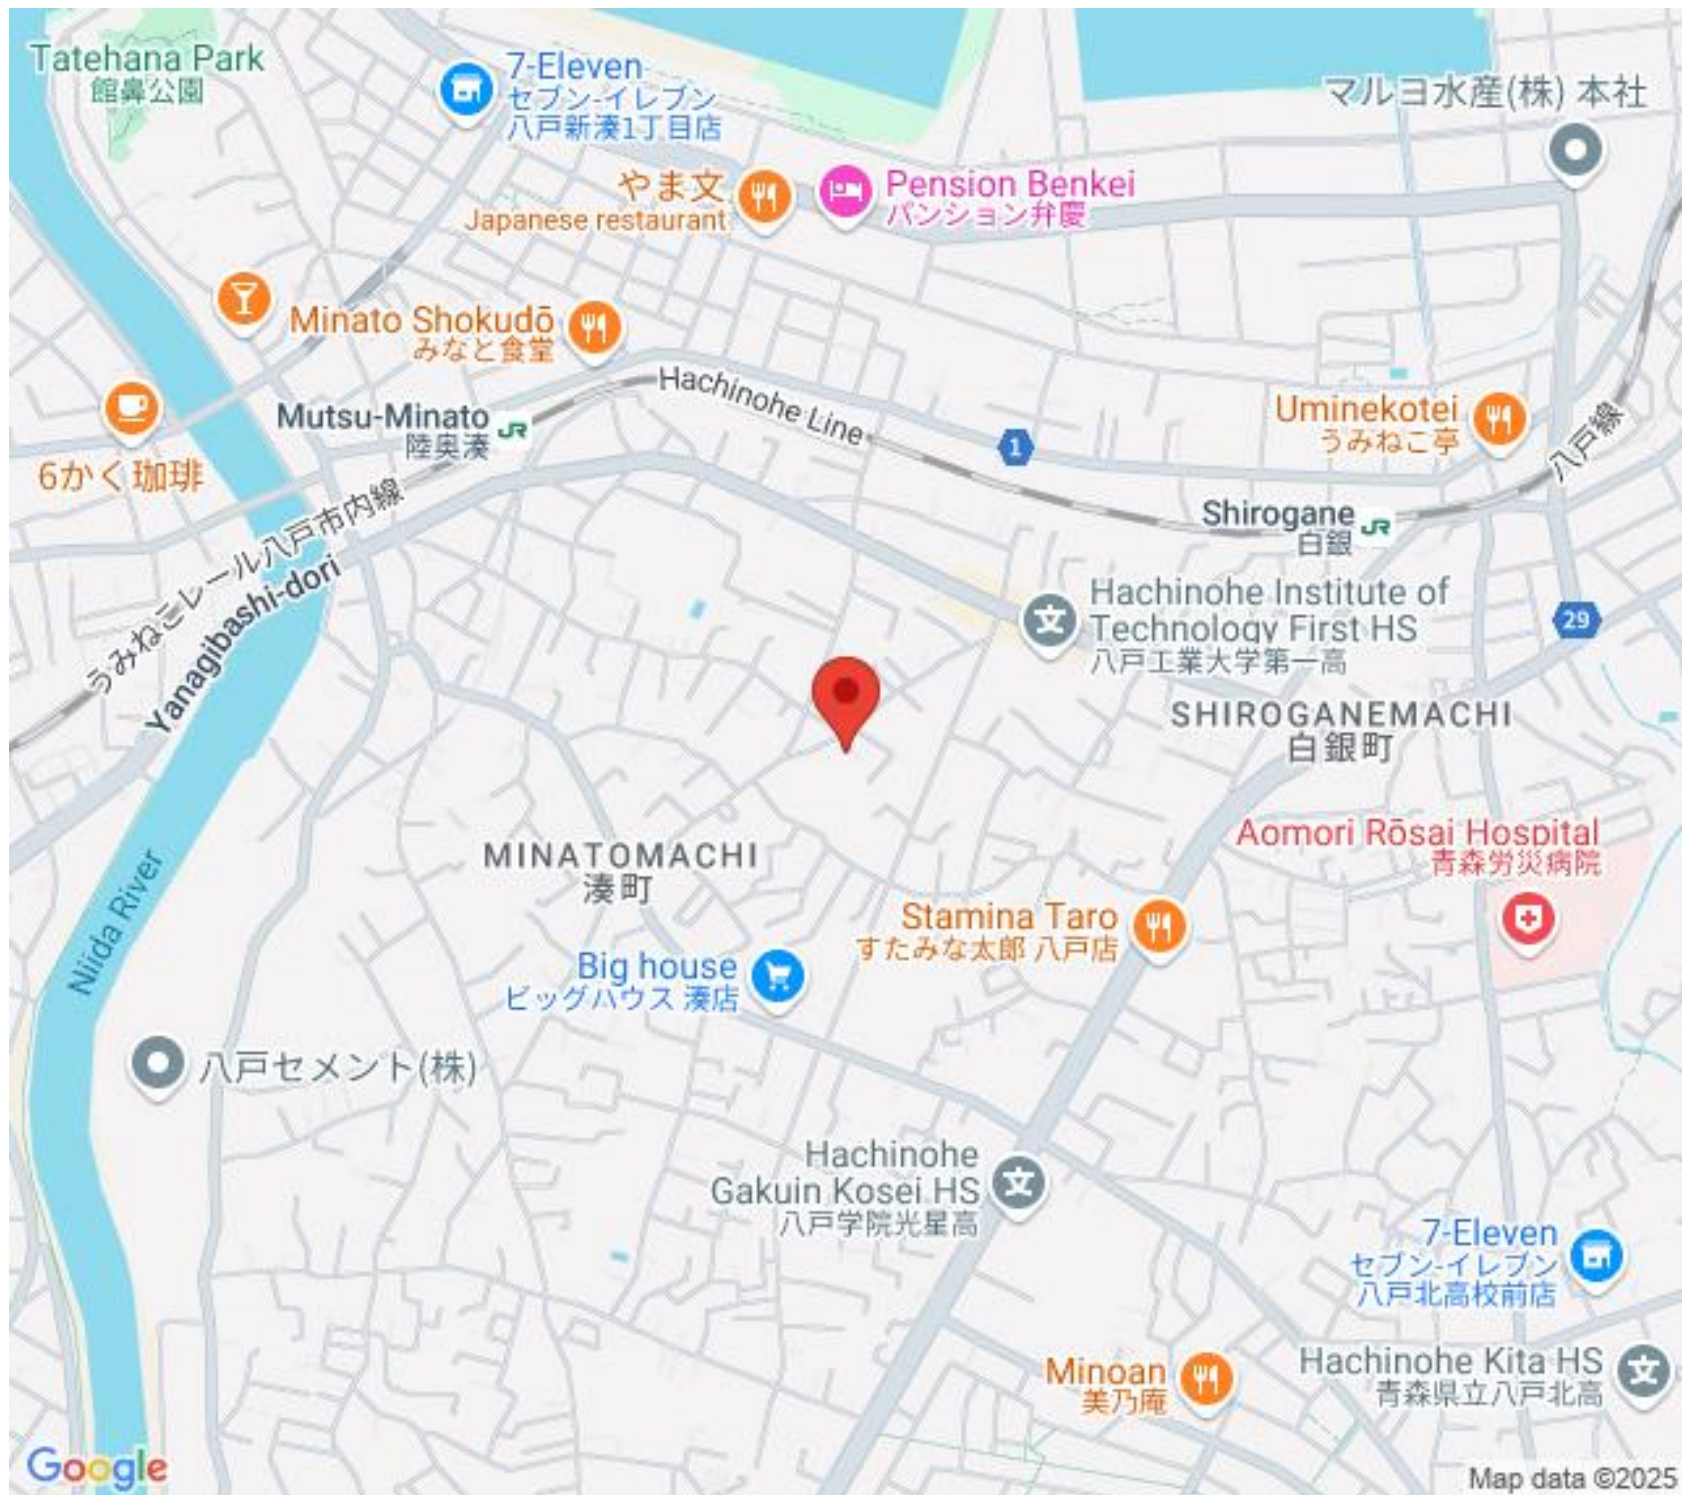 Tatehana Park
館鼻公園
7-Eleven
セブン-イレブン
八戸新湊1丁目店
マルヨ水産(株) 本社
やま文
Japanese restaurant
Pension Benkei
パンション弁慶
Minato Shokudō
みなと食堂
Hachinohe Line
Mutsu-Minato
陸奥湊
JR
6かく珈琲
1
Uminekotei
うみねこ亭
八戸線
Shirogane
白銀
JR
うみねこレール八戸市内線
Yanagibashi-dori
Hachinohe Institute of
Technology First HS
八戸工業大学第一高
29
SHIROGANEMACHI
白銀町
MINATOMACHI
湊町
Aomori Rōsai Hospital
青森労災病院
Niida River
Stamina Taro
すたみな太郎 八戸店
Big house
ビッグハウス 湊店
八戸セメント(株)
Hachinohe
Gakuin Kosei HS
八戸学院光星高
7-Eleven
セブン-イレブン
八戸北高校前店
Minoan
美乃庵
Hachinohe Kita HS
青森県立八戸北高
Google
Map data ©2025